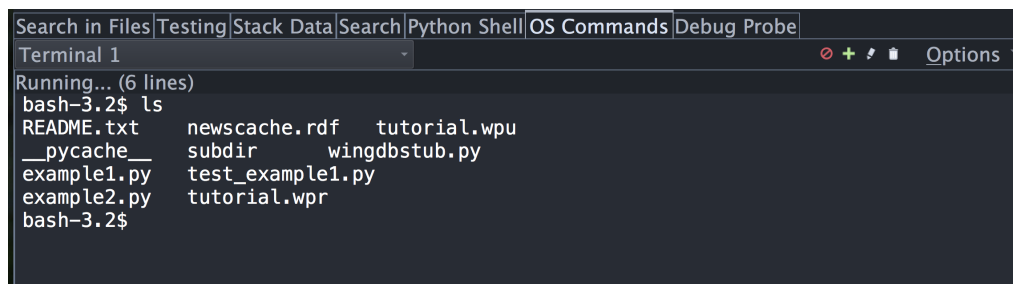 Search in Files Testing Stack Data Search Python Shell OS Commands Debug Probe
Terminal 1 Options
Running... (6 lines)
bash-3.2$ ls
README.txt newscache.rdf tutorial.wpu
__pycache__ subdir wingdbstub.py
example1.py test_example1.py
example2.py tutorial.wpr
bash-3.2$